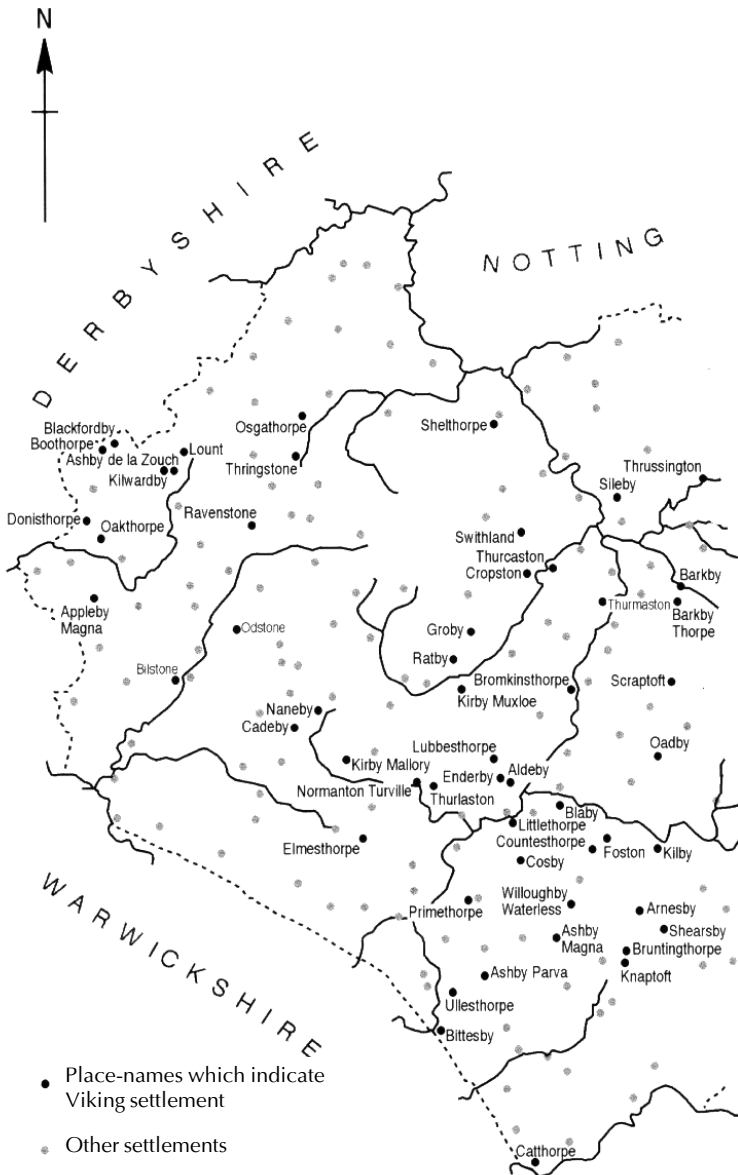 N
DERBYSHIRE
NOTTING
Osgathorpe
Shelthorpe
Blackfordby
Boothorpe
Ashby de la Zouch
Lount
Kilwardby
Thringstone
Thrussington
Sileby
Donisthorpe
Oakthorpe
Ravenstone
Swithland
Thurcaston
Cropston
Barkby
Appleby
Magna
Thurmaston
Barkby
Thorpe
Odstone
Groby
Ratby
Bilstone
Bromkinsthorpe
Kirby Muxloe
Scraptoft
Naneby
Cadeby
Lubbesthorpe
Oadby
Kirby Mallory
Enderby
Aldeby
Normanton Turville
Thurlaston
Blaby
Littlethorpe
Countesthorpe
Foston
Kilby
Elmesthorpe
Cosby
Primethorpe
Willoughby
Waterless
Arnesby
Shearsby
Ashby
Magna
Bruntingthorpe
Knaptoft
Ashby Parva
Ullesthorpe
Bittesby
WARWICKSHIRE
Place-names which indicate
Viking settlement
Other settlements
Catthorpe